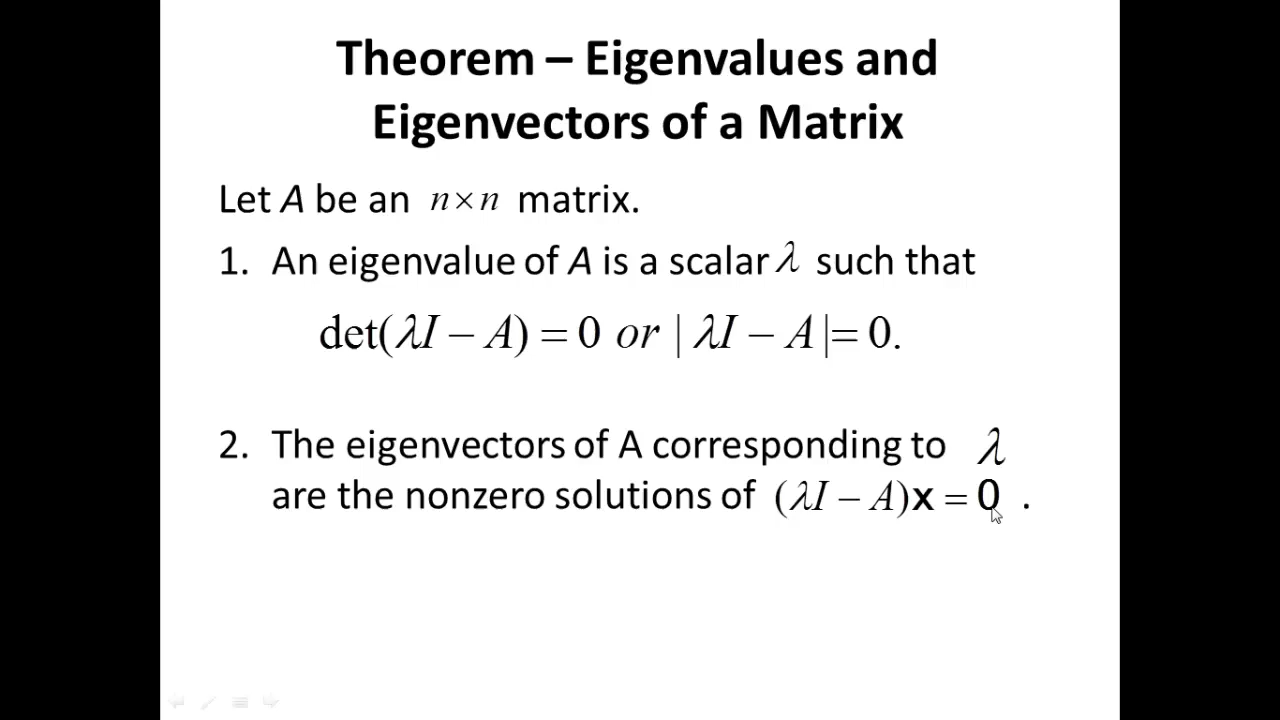 Theorem – Eigenvalues and
Eigenvectors of a Matrix
Let A be an n×n matrix.
1. An eigenvalue of A is a scalar λ such that
det(λI − A) = 0 or | λI − A |= 0.
2. The eigenvectors of A corresponding to λ
are the nonzero solutions of (λI − A)x = 0 .